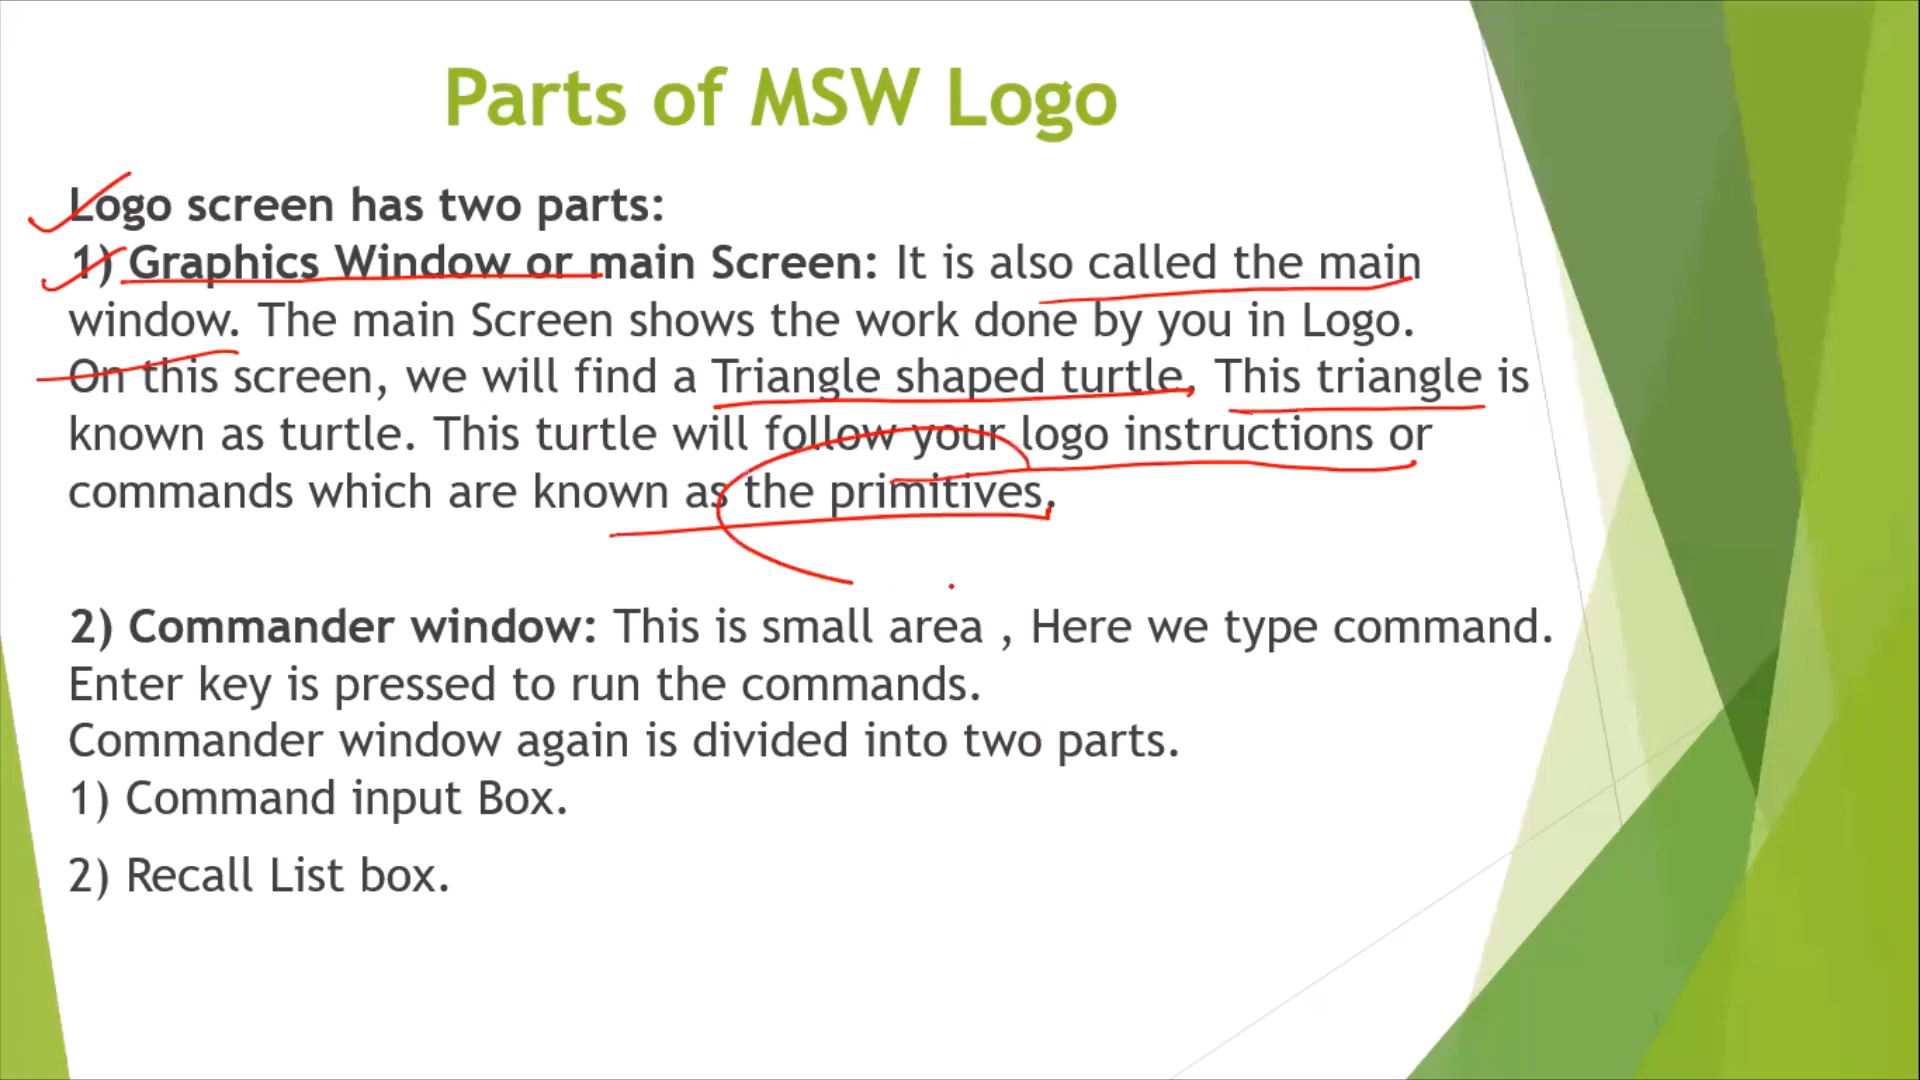 Parts of MSW Logo
Logo screen has two parts:
1) Graphics Window or main Screen: It is also called the main
window. The main Screen shows the work done by you in Logo.
On this screen, we will find a Triangle shaped turtle, This triangle is
known as turtle. This turtle will follow your logo instructions or
commands which are known as the primitives.
2) Commander window: This is small area , Here we type command.
Enter key is pressed to run the commands.
Commander window again is divided into two parts.
1) Command input Box.
2) Recall List box.